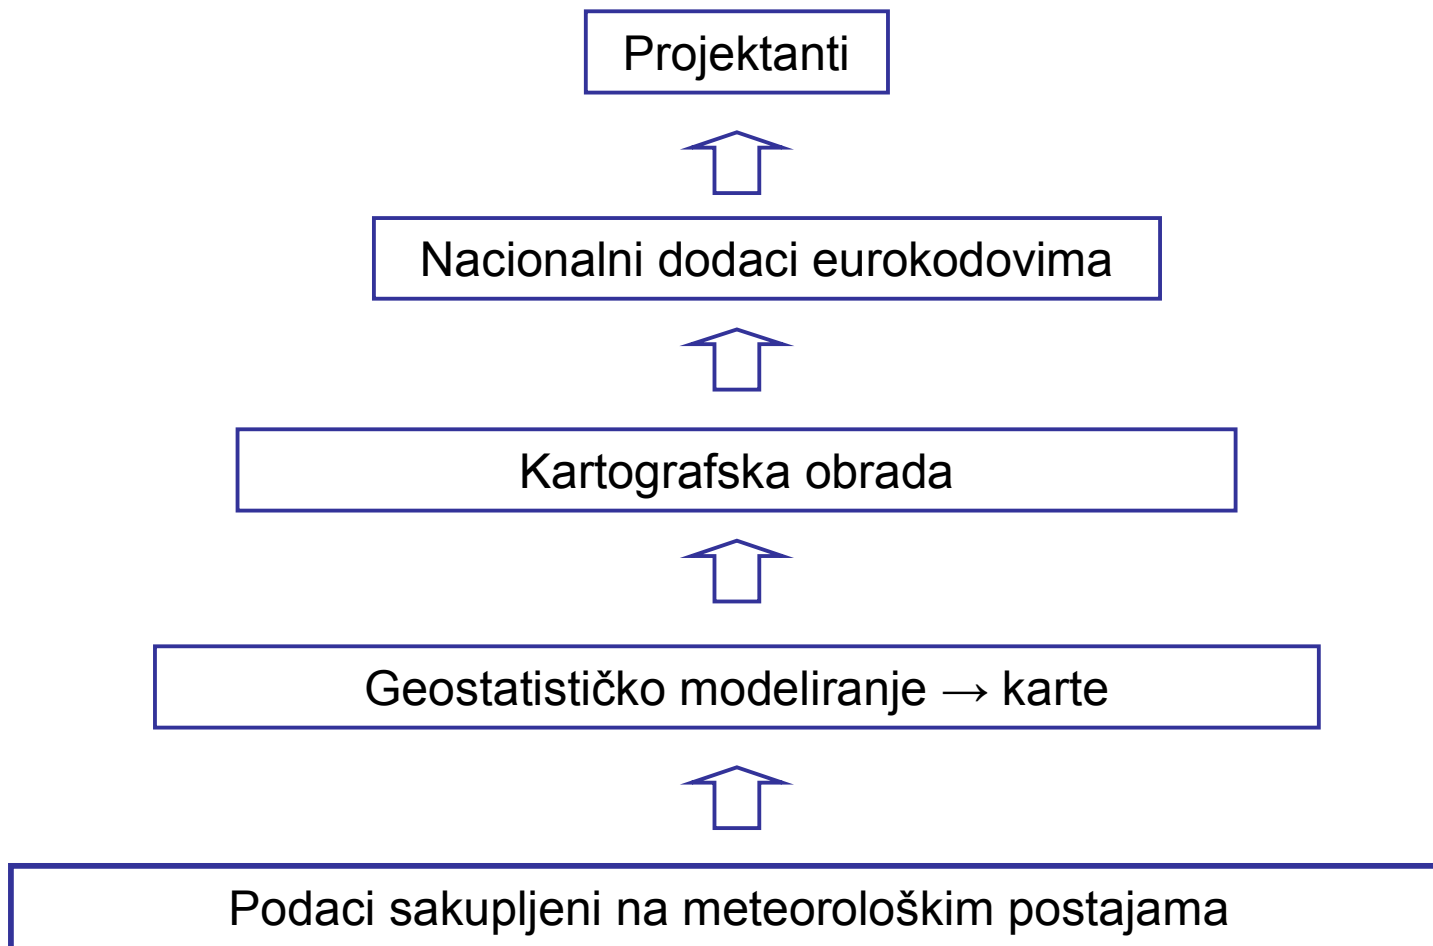 Projektanti
Nacionalni dodaci eurokodovima
Kartografska obrada
Geostatističko modeliranje → karte
Podaci sakupljeni na meteorološkim postajama